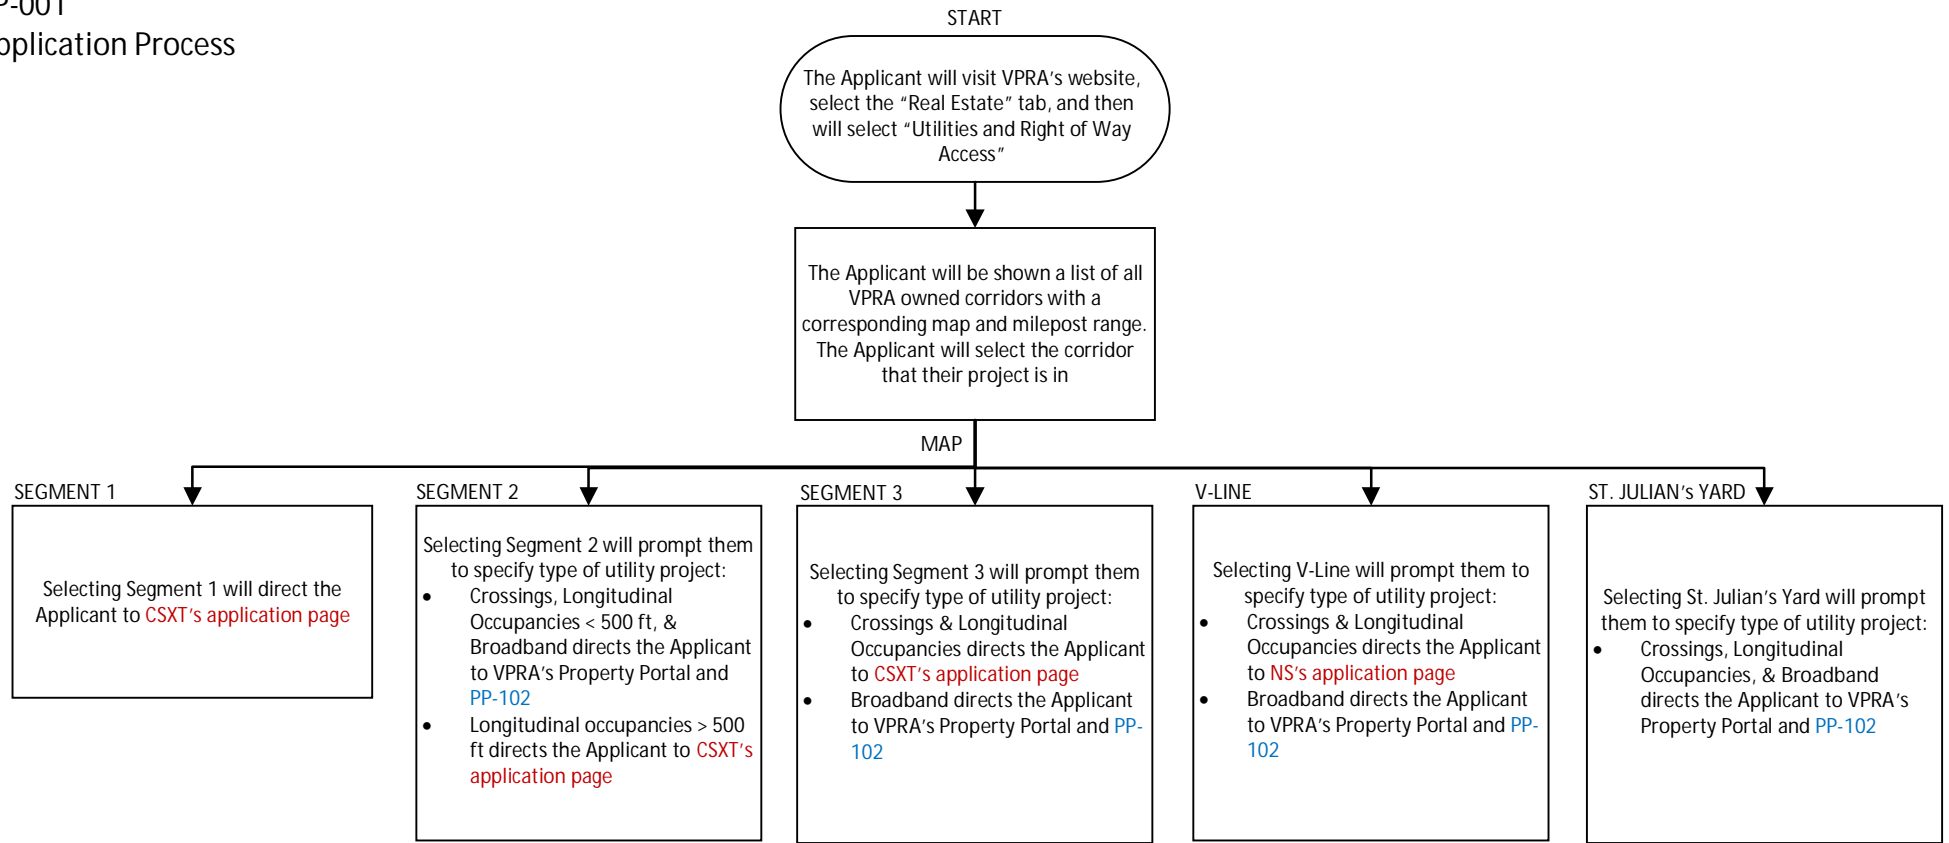 P-001
pplication Process
START
The Applicant will visit VPRA's website,
select the "Real Estate" tab, and then
will select "Utilities and Right of Way
Access"
The Applicant will be shown a list of all
VPRA owned corridors with a
corresponding map and milepost range.
The Applicant will select the corridor
that their project is in
MAP
SEGMENT 1
Selecting Segment 1 will direct the
Applicant to CSXT's application page
SEGMENT 2
Selecting Segment 2 will prompt them
to specify type of utility project:
• Crossings, Longitudinal
Occupancies < 500 ft, &
Broadband directs the Applicant
to VPRA's Property Portal and
PP-102
• Longitudinal occupancies > 500
ft directs the Applicant to CSXT's
application page
SEGMENT 3
Selecting Segment 3 will prompt them
to specify type of utility project:
• Crossings & Longitudinal
Occupancies directs the Applicant
to CSXT's application page
• Broadband directs the Applicant
to VPRA's Property Portal and PP-
102
V-LINE
Selecting V-Line will prompt them to
specify type of utility project:
• Crossings & Longitudinal
Occupancies directs the Applicant
to NS's application page
• Broadband directs the Applicant
to VPRA's Property Portal and PP-
102
ST. JULIAN's YARD
Selecting St. Julian's Yard will prompt
them to specify type of utility project:
• Crossings, Longitudinal
Occupancies, & Broadband
directs the Applicant to VPRA's
Property Portal and PP-102